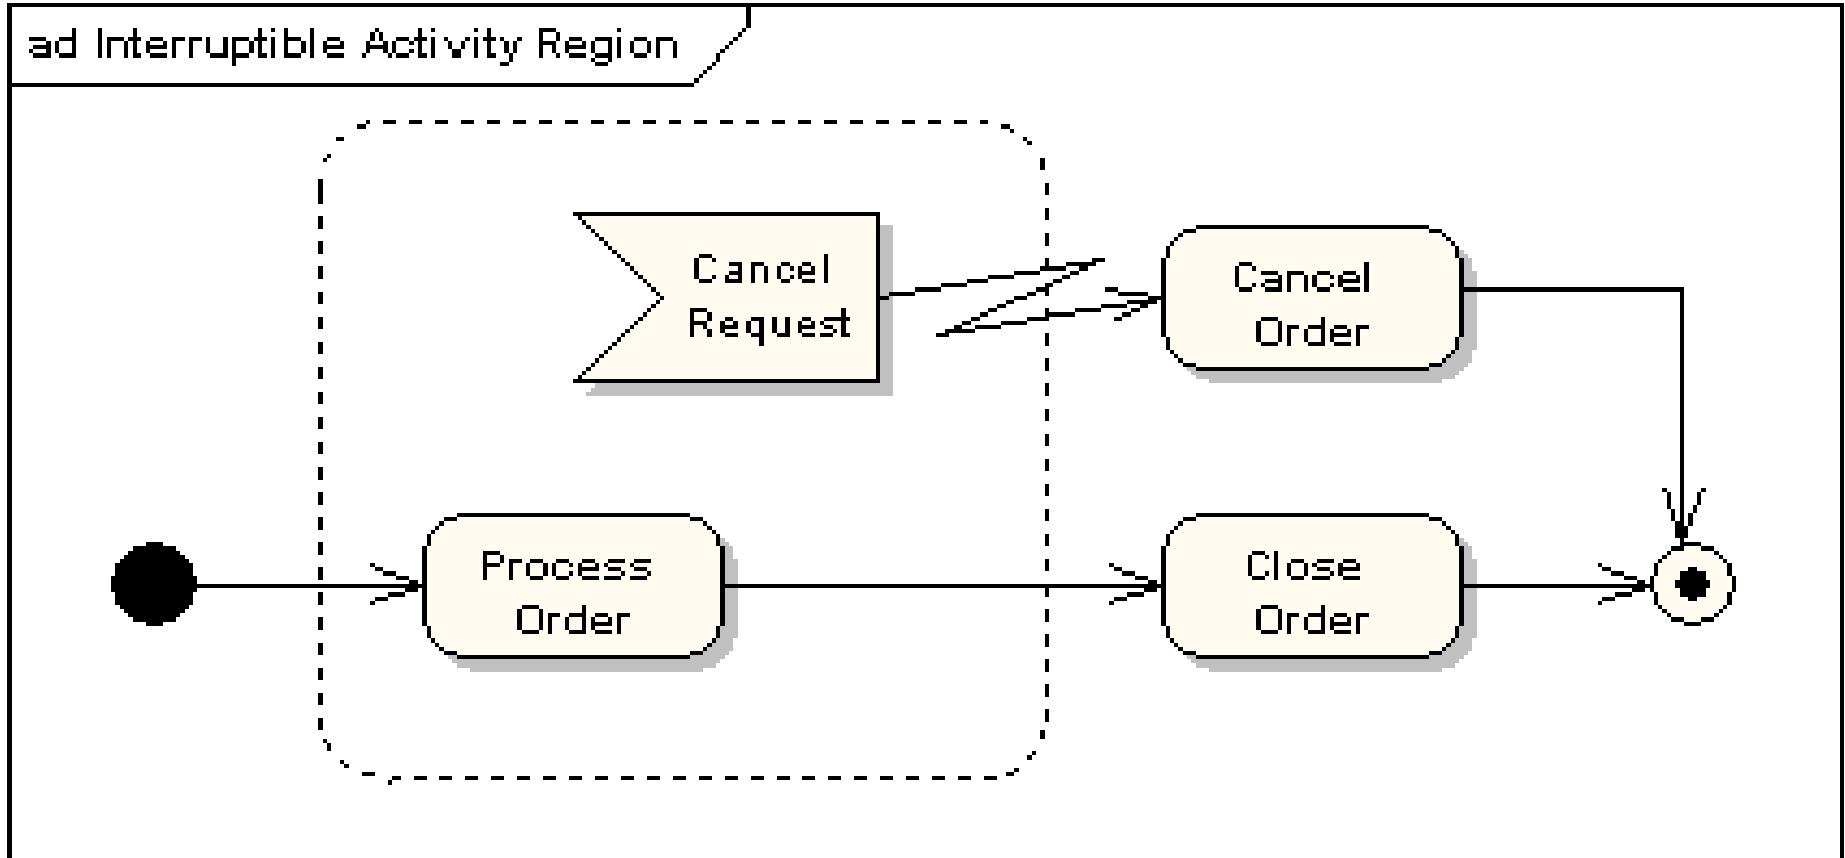 ad Interruptible Activity Region
Cancel
Request
Cancel
Order
Process
Order
Close
Order